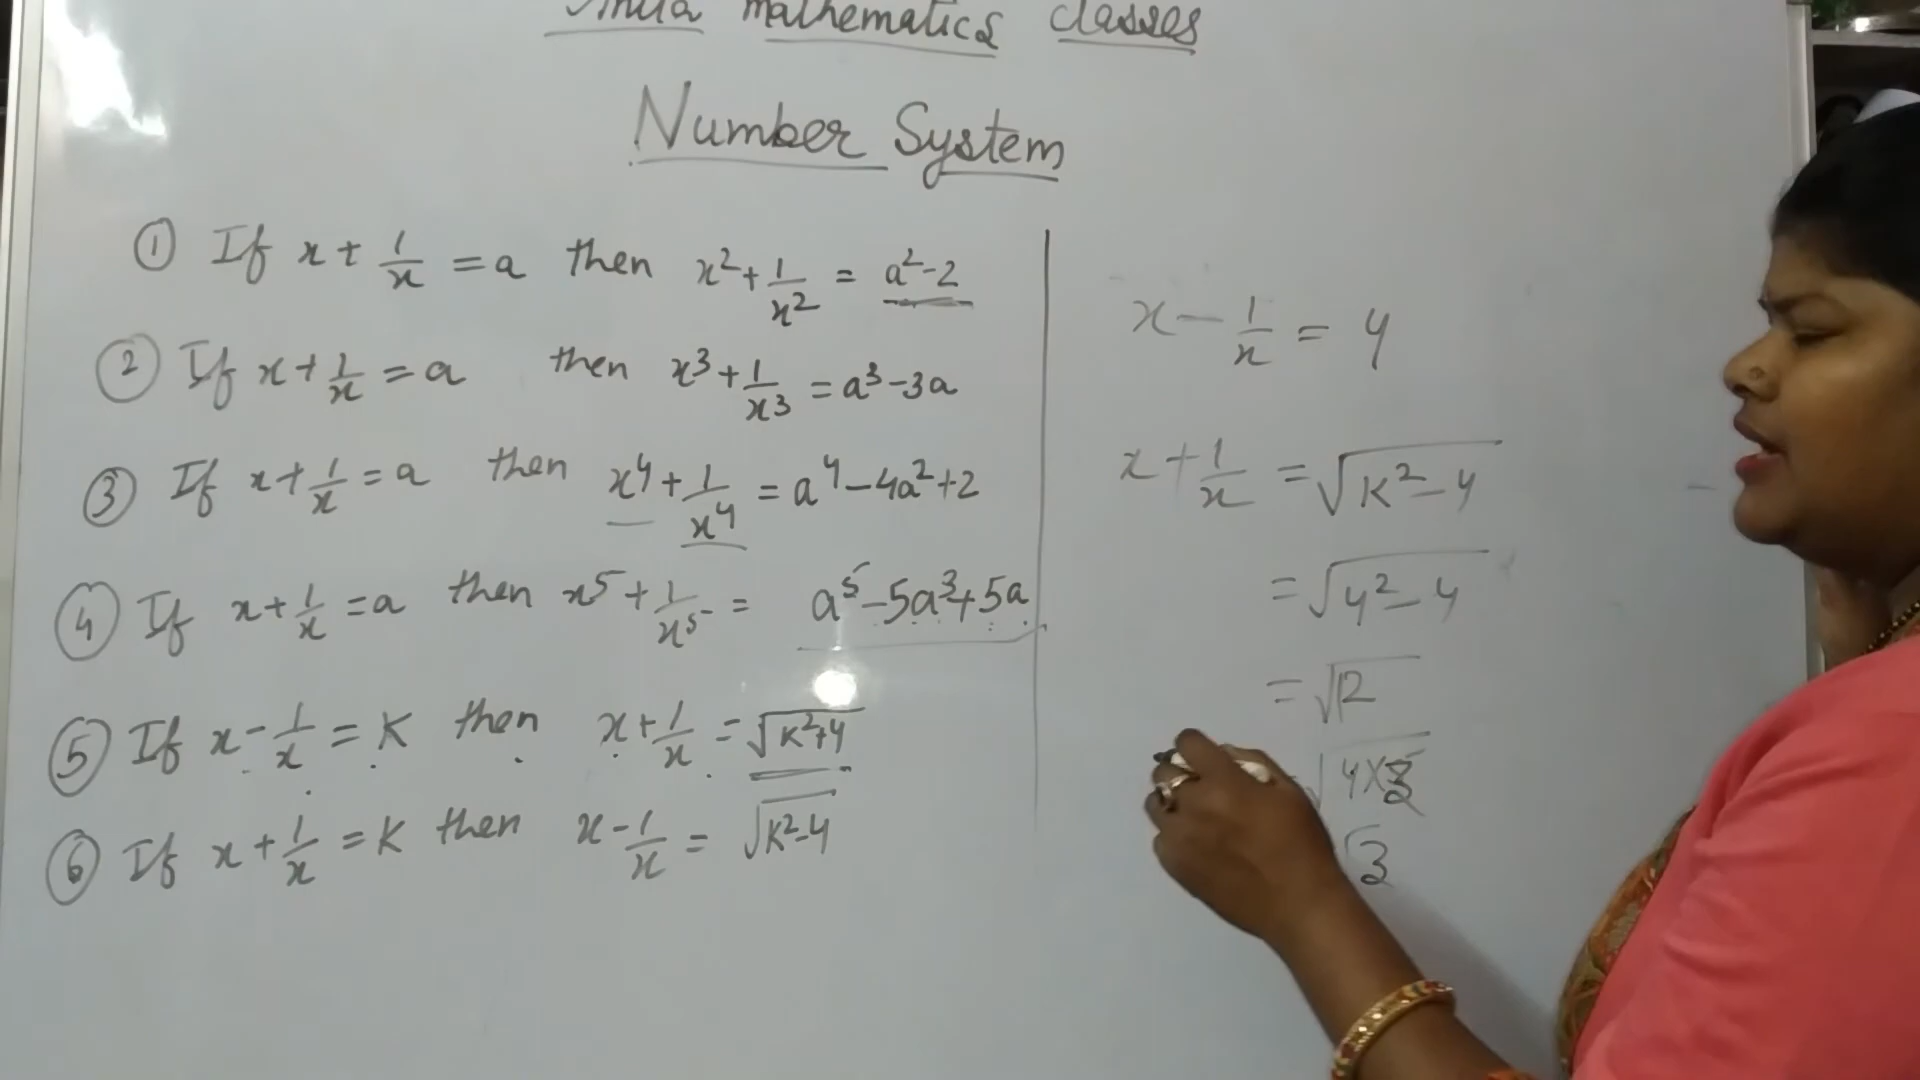 mathematics classes
Number System
① If x + 1/x = a then x² + 1/x² = a² - 2
② If x + 1/x = a then x³ + 1/x³ = a³ - 3a
③ If x + 1/x = a then x⁴ + 1/x⁴ = a⁴ - 4a² + 2
④ If x + 1/x = a then x⁵ + 1/x⁵ = a⁵ - 5a³ + 5a
⑤ If x - 1/x = K then x + 1/x = √(K² + 4)
⑥ If x + 1/x = K then x - 1/x = √(K² - 4)
x - 1/x = 4
x + 1/x = √(K² - 4)
= √(4² - 4)
= √12
√(4×3)
√3